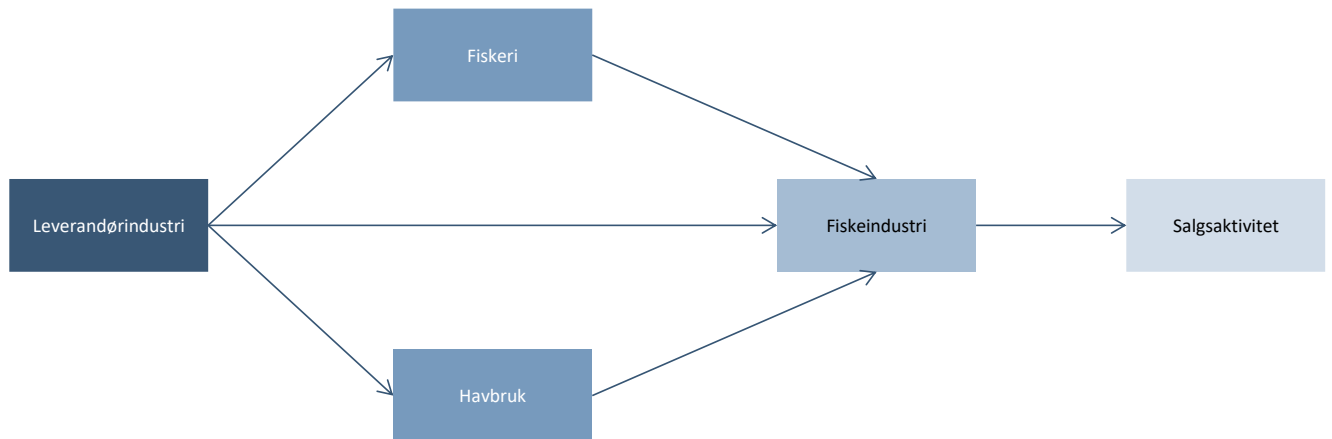 Fiskeri
Leverandørindustri
Fiskeindustri
Salgsaktivitet
Havbruk